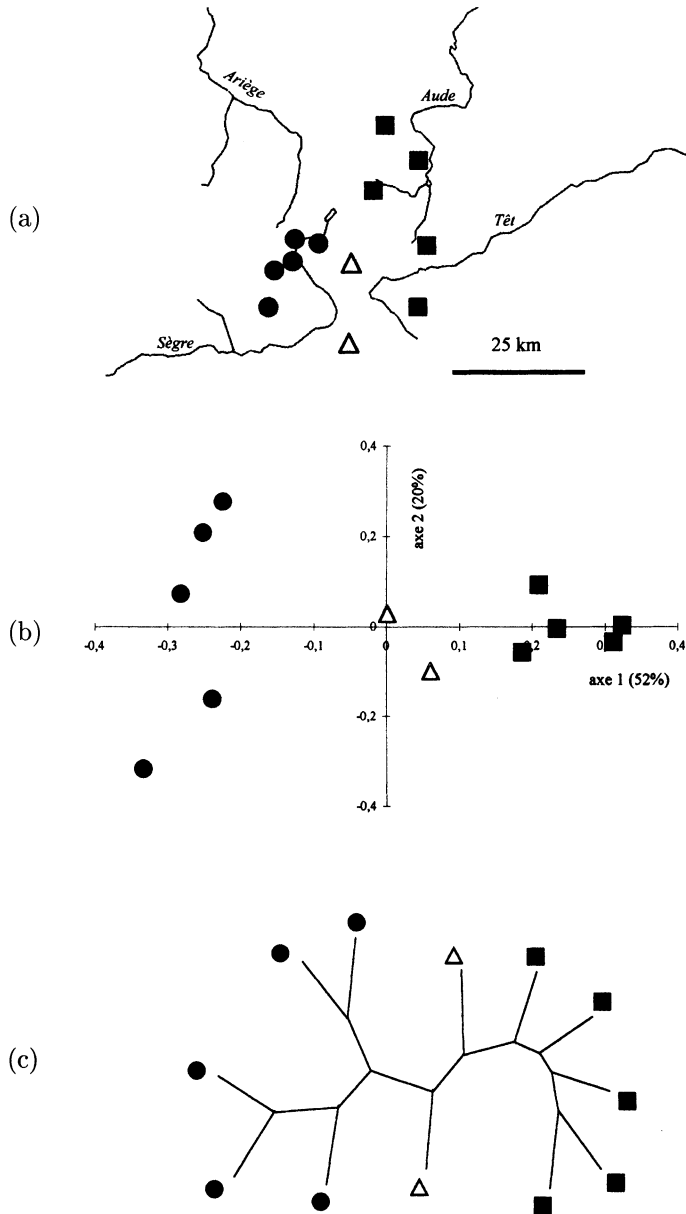 (a)
Ariège
Aude
Têt
Sègre
25 km
(b)
0,4
axe 2 (20%)
0,2
0
-0,4
-0,3
-0,2
-0,1
0
0,1
0,2
0,3
0,4
axe 1 (52%)
-0,2
-0,4
(c)